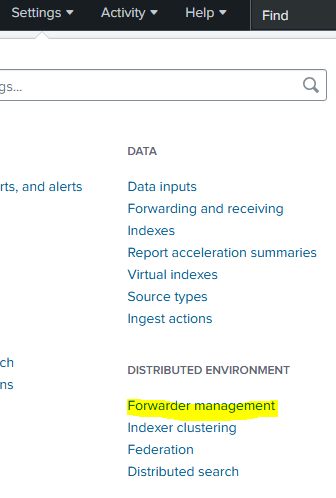 Settings Activity Help Find
gs...
DATA
rts, and alerts Data inputs
Forwarding and receiving
Indexes
Report acceleration summaries
Virtual indexes
Source types
Ingest actions
ch DISTRIBUTED ENVIRONMENT
ns
Forwarder management
Indexer clustering
Federation
Distributed search